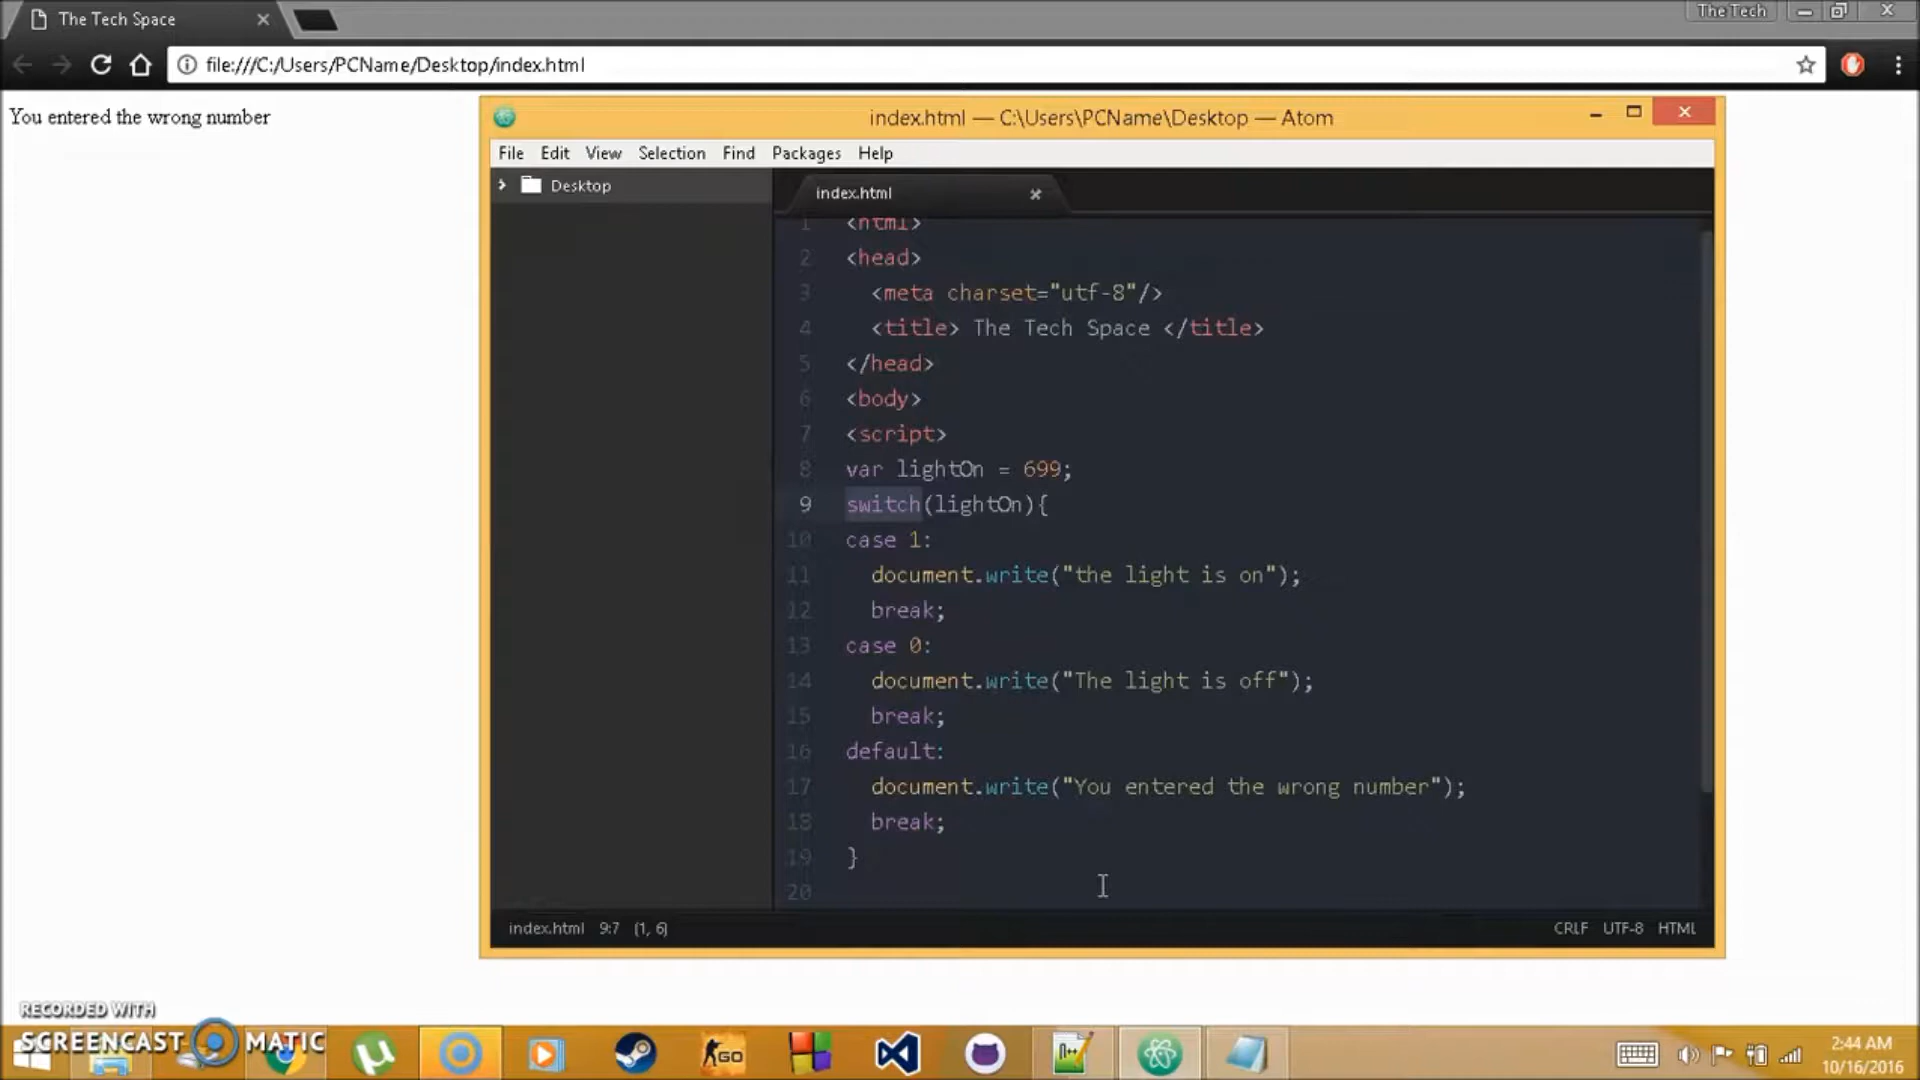 The Tech Space
The Tech
file:///C:/Users/PCName/Desktop/index.html
You entered the wrong number
index.html — C:\Users\PCName\Desktop — Atom
File Edit View Selection Find Packages Help
Desktop
index.html
1 <html>
2 <head>
3 <meta charset="utf-8"/>
4 <title> The Tech Space </title>
5 </head>
6 <body>
7 <script>
8 var lightOn = 699;
9 switch(lightOn){
10 case 1:
11 document.write("the light is on");
12 break;
13 case 0:
14 document.write("The light is off");
15 break;
16 default:
17 document.write("You entered the wrong number");
18 break;
19 }
20
index.html 9:7 (1, 6) CRLF UTF-8 HTML
RECORDED WITH
SCREENCAST MATIC
GO
n++
2:44 AM
10/16/2016